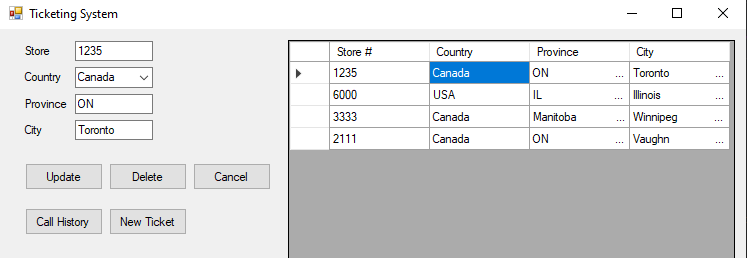 Ticketing System
Store 1235
Country Canada
Province ON
City Toronto
Update Delete Cancel
Call History New Ticket
Store # Country Province City
1235 Canada ON ... Toronto ...
6000 USA IL ... Illinois ...
3333 Canada Manitoba ... Winnipeg ...
2111 Canada ON ... Vaughn ...